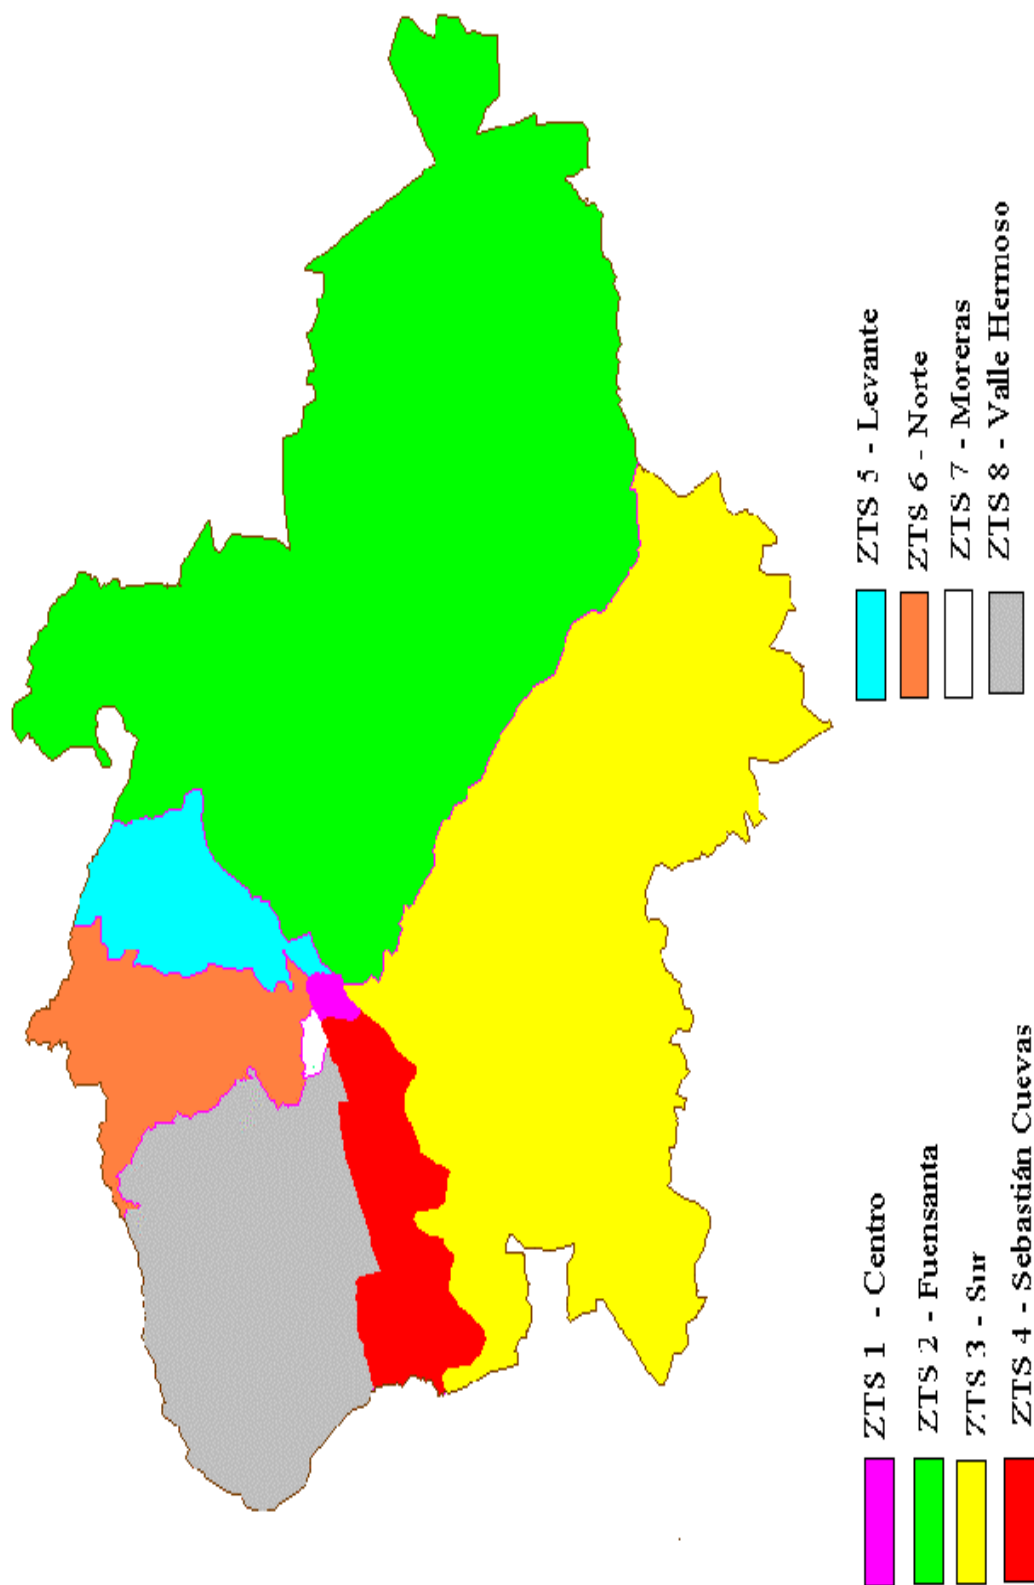 ZTS 1 - Centro
ZTS 2 - Fuensanta
ZTS 3 - Sur
ZTS 4 - Sebastián Cuevas
ZTS 5 - Levante
ZTS 6 - Norte
ZTS 7 - Moreras
ZTS 8 - Valle Hermoso